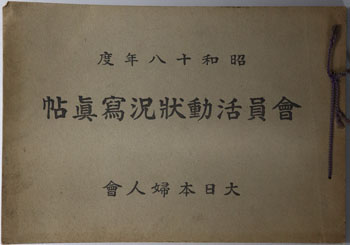 昭和十八年度
會員活動狀況寫眞帖
大日本婦人會